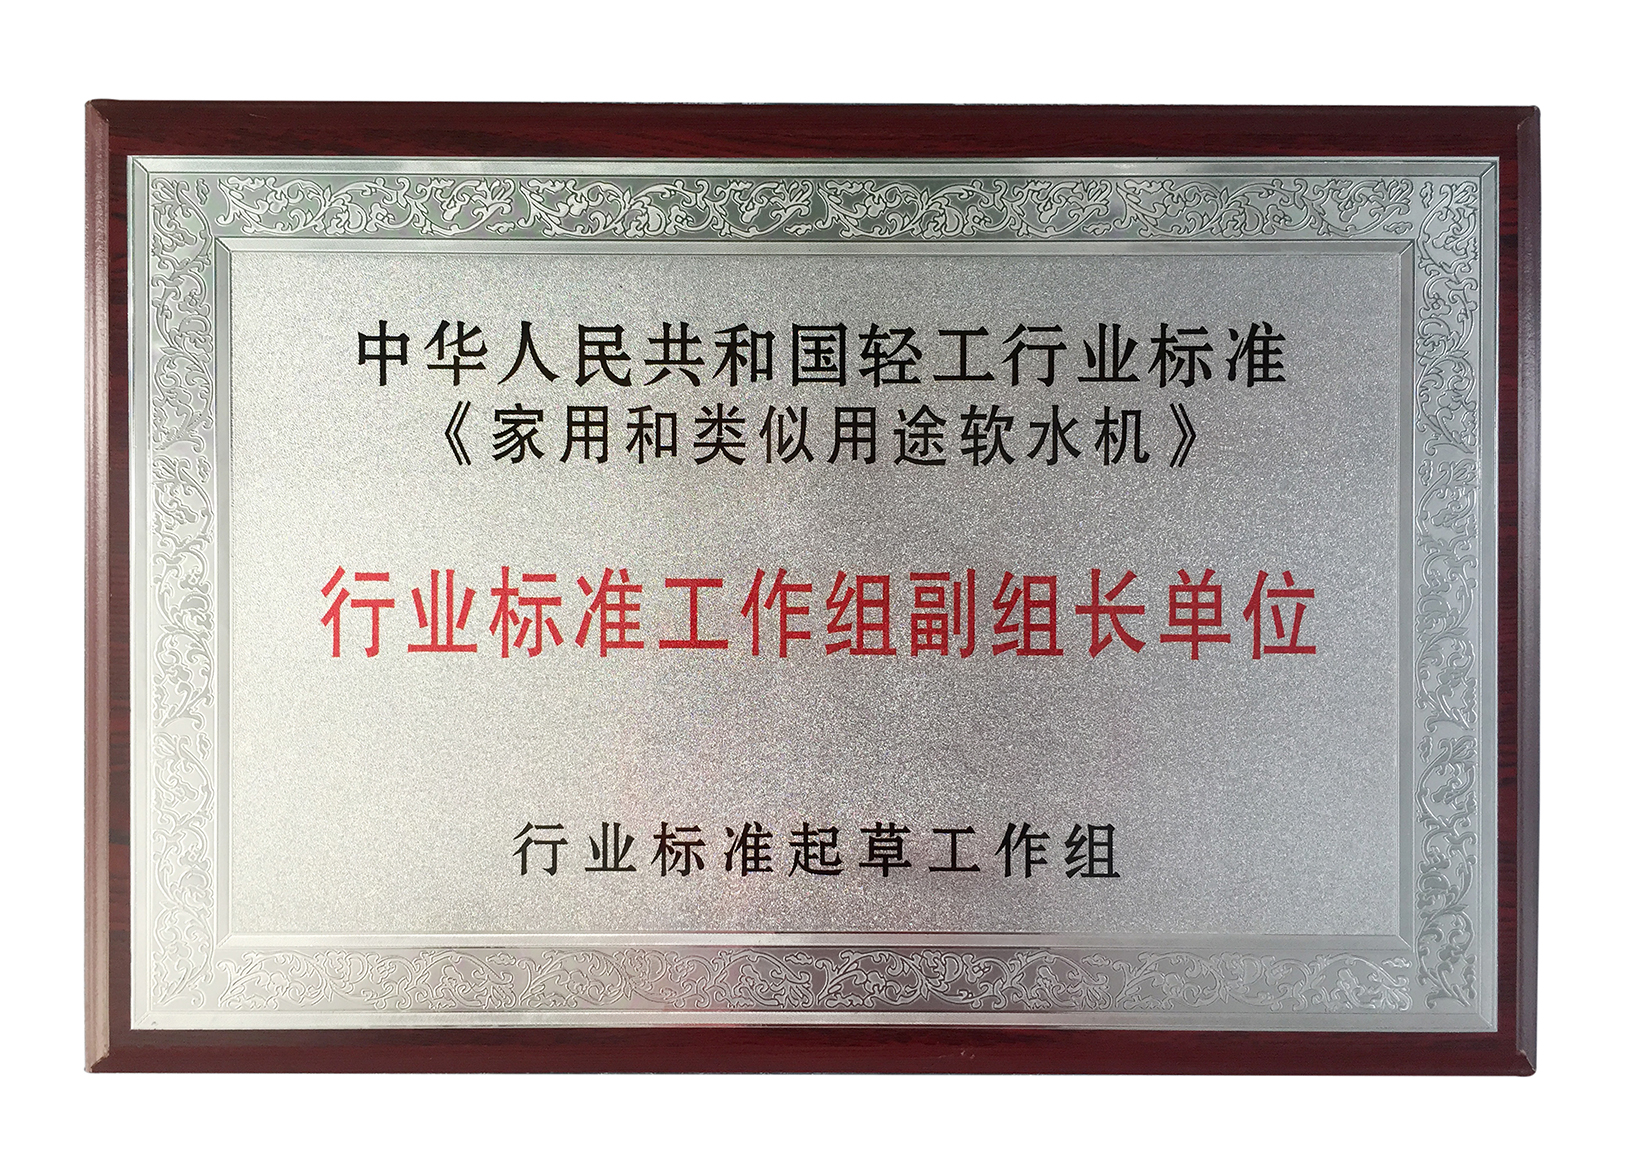 中华人民共和国轻工行业标准
《家用和类似用途软水机》
行业标准工作组副组长单位
行业标准起草工作组